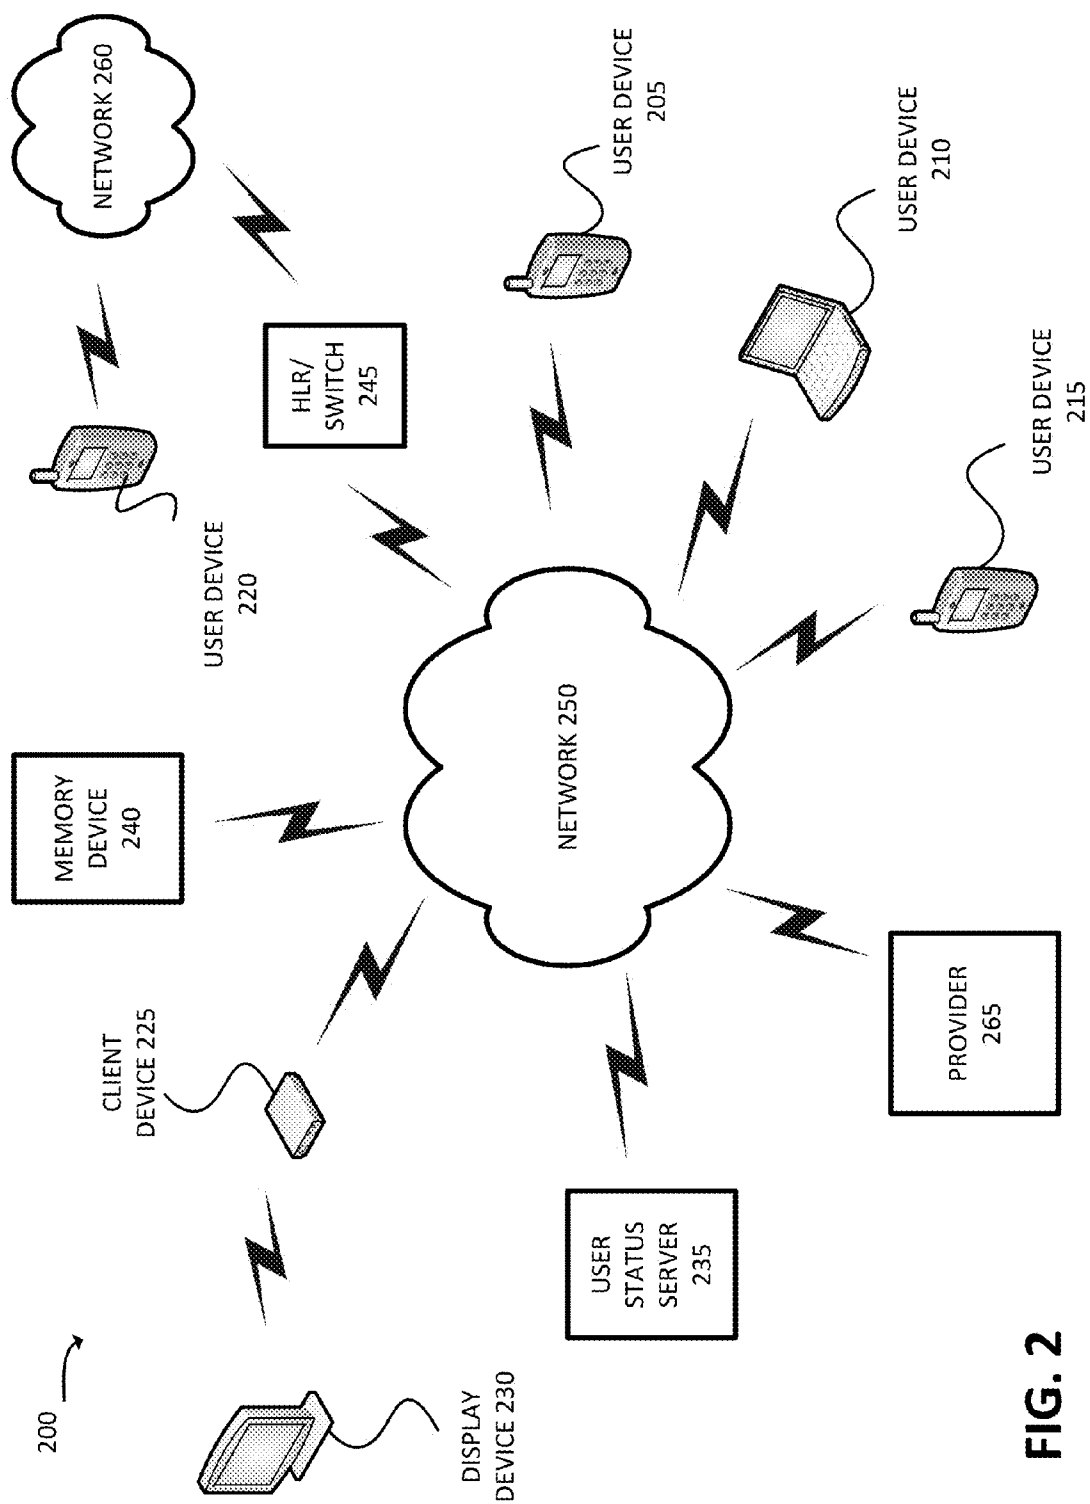 200
DISPLAY
DEVICE 230
CLIENT
DEVICE 225
MEMORY
DEVICE
240
USER DEVICE
220
NETWORK 260
HLR/
SWITCH
245
USER DEVICE
205
USER DEVICE
210
USER DEVICE
215
NETWORK 250
USER
STATUS
SERVER
235
PROVIDER
265
FIG. 2